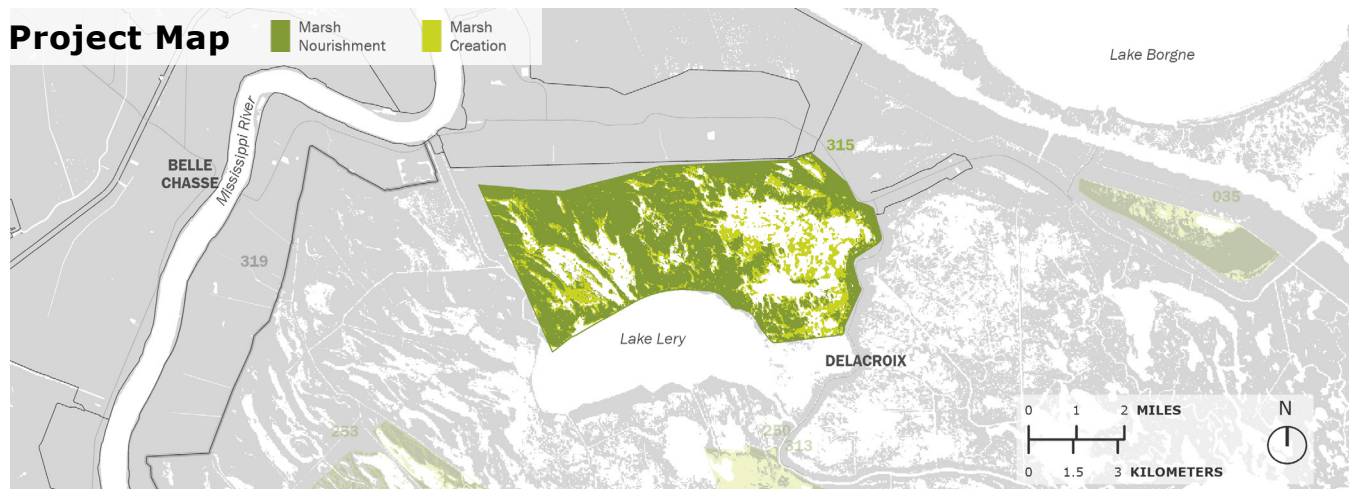 Project Map
Marsh
Nourishment
Marsh
Creation
Lake Borgne
Mississippi River
BELLE
CHASSE
315
035
319
Lake Lery
DELACROIX
253
250
313
0 1 2 MILES
0 1.5 3 KILOMETERS
N